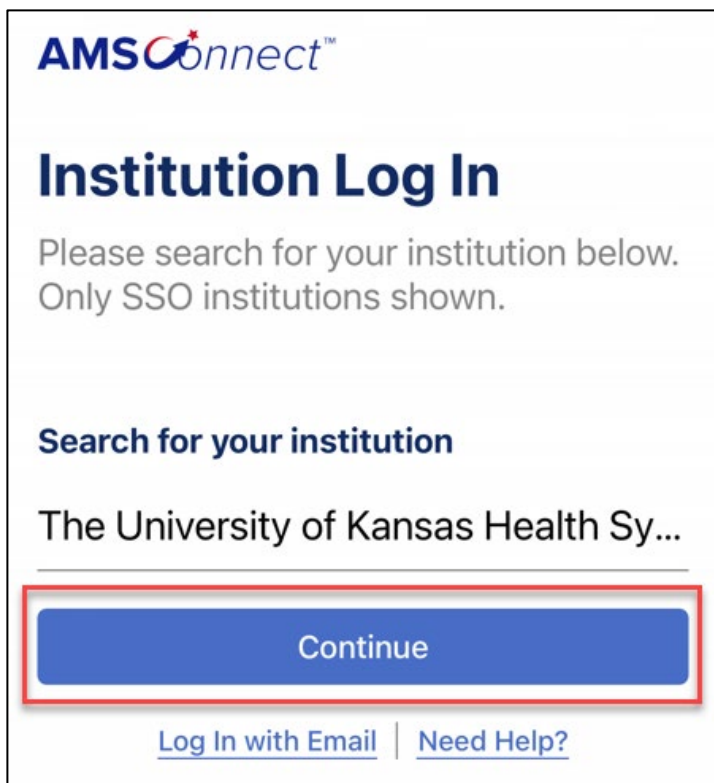 AMSConnect™
Institution Log In
Please search for your institution below.
Only SSO institutions shown.
Search for your institution
The University of Kansas Health Sy...
Continue
Log In with Email | Need Help?